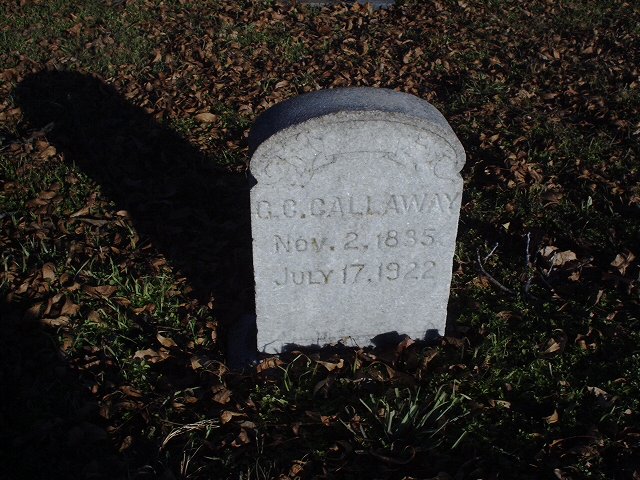 G.C.CALLAWAY
NOV. 2, 1835
JULY 17, 1922